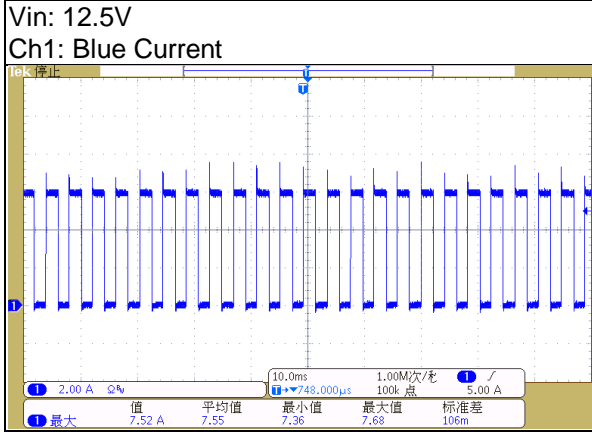 Vin: 12.5V
Ch1: Blue Current
Tek 停止
T
T
1
10.0ms 1.00M次/秒 1 /
1 2.00 A Ω T→▼748.000μs 100k 点 5.00 A
值 平均值 最小值 最大值 标准差
1 最大 7.52 A 7.55 7.36 7.68 106m